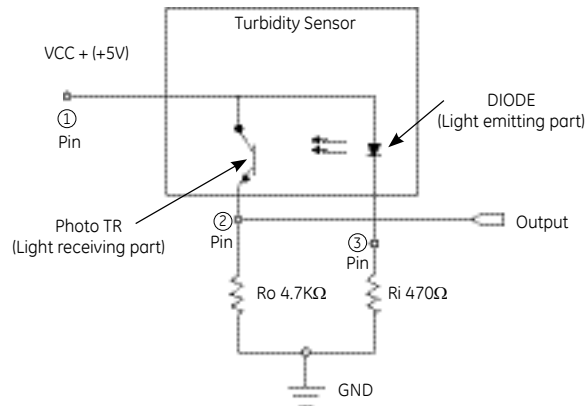 Turbidity Sensor
VCC + (+5V)
① 
Pin
DIODE
(Light emitting part)
Photo TR
(Light receiving part)
②
Pin
③
Pin
Output
Ro 4.7KΩ
Ri 470Ω
GND